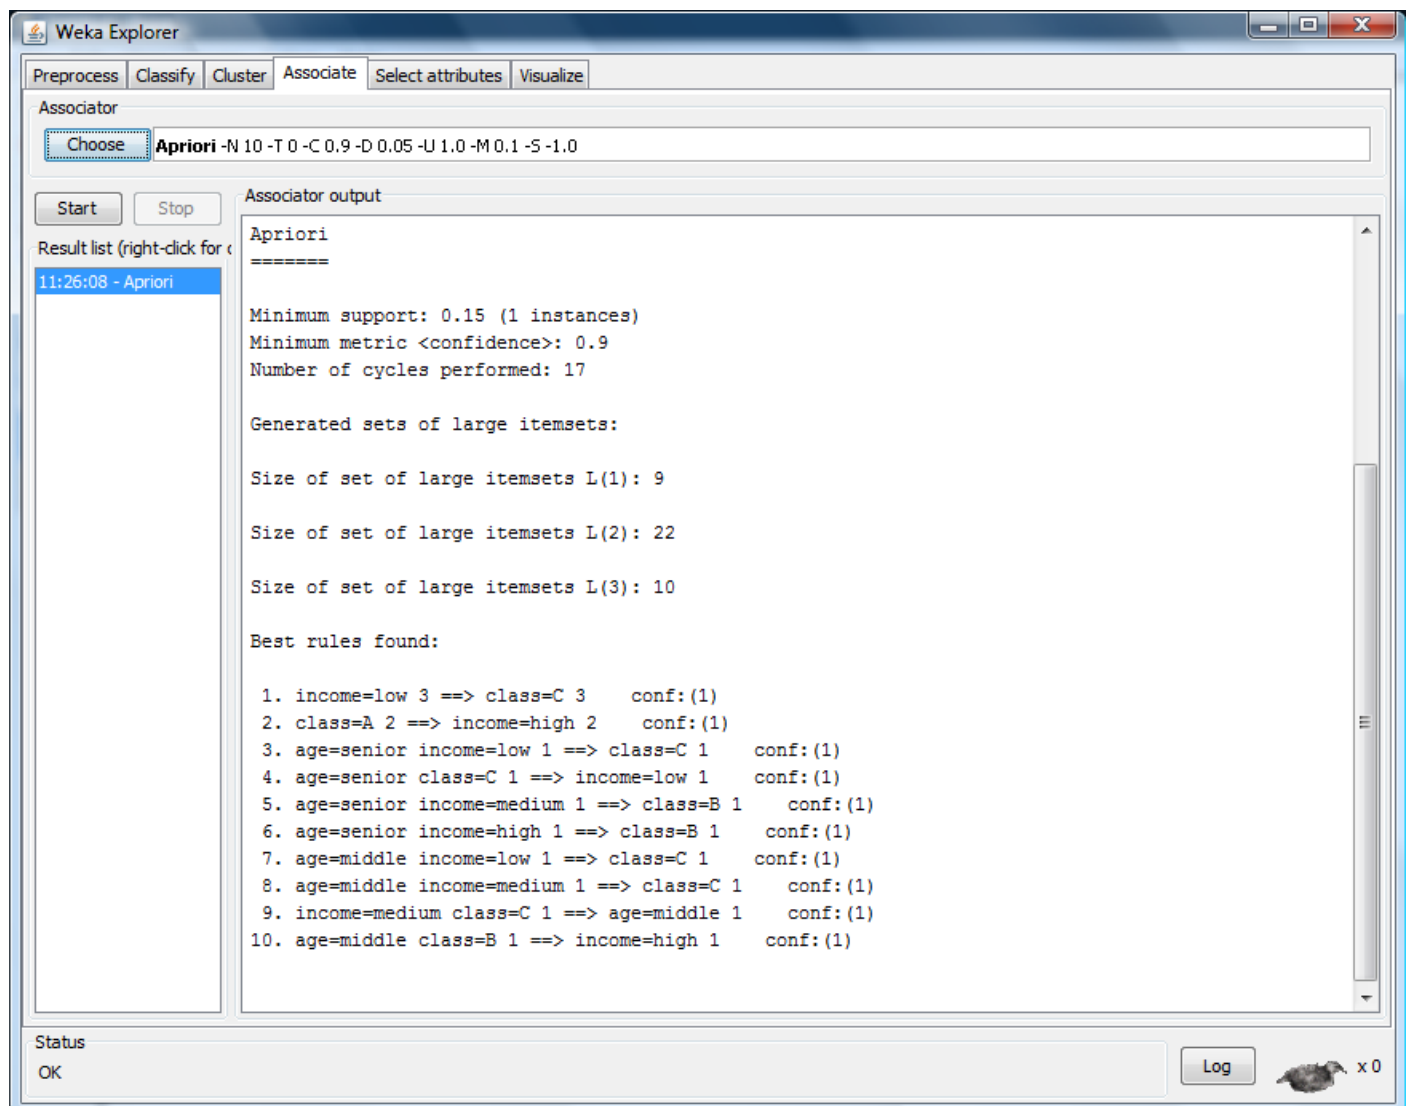 Weka Explorer
Preprocess Classify Cluster Associate Select attributes Visualize
Associator
Choose Apriori -N 10 -T 0 -C 0.9 -D 0.05 -U 1.0 -M 0.1 -S -1.0
Start Stop
Result list (right-click for
11:26:08 - Apriori
Associator output
Apriori
=======
Minimum support: 0.15 (1 instances)
Minimum metric <confidence>: 0.9
Number of cycles performed: 17
Generated sets of large itemsets:
Size of set of large itemsets L(1): 9
Size of set of large itemsets L(2): 22
Size of set of large itemsets L(3): 10
Best rules found:
1. income=low 3 ==> class=C 3 conf:(1)
2. class=A 2 ==> income=high 2 conf:(1)
3. age=senior income=low 1 ==> class=C 1 conf:(1)
4. age=senior class=C 1 ==> income=low 1 conf:(1)
5. age=senior income=medium 1 ==> class=B 1 conf:(1)
6. age=senior income=high 1 ==> class=B 1 conf:(1)
7. age=middle income=low 1 ==> class=C 1 conf:(1)
8. age=middle income=medium 1 ==> class=C 1 conf:(1)
9. income=medium class=C 1 ==> age=middle 1 conf:(1)
10. age=middle class=B 1 ==> income=high 1 conf:(1)
Status
OK
Log x 0